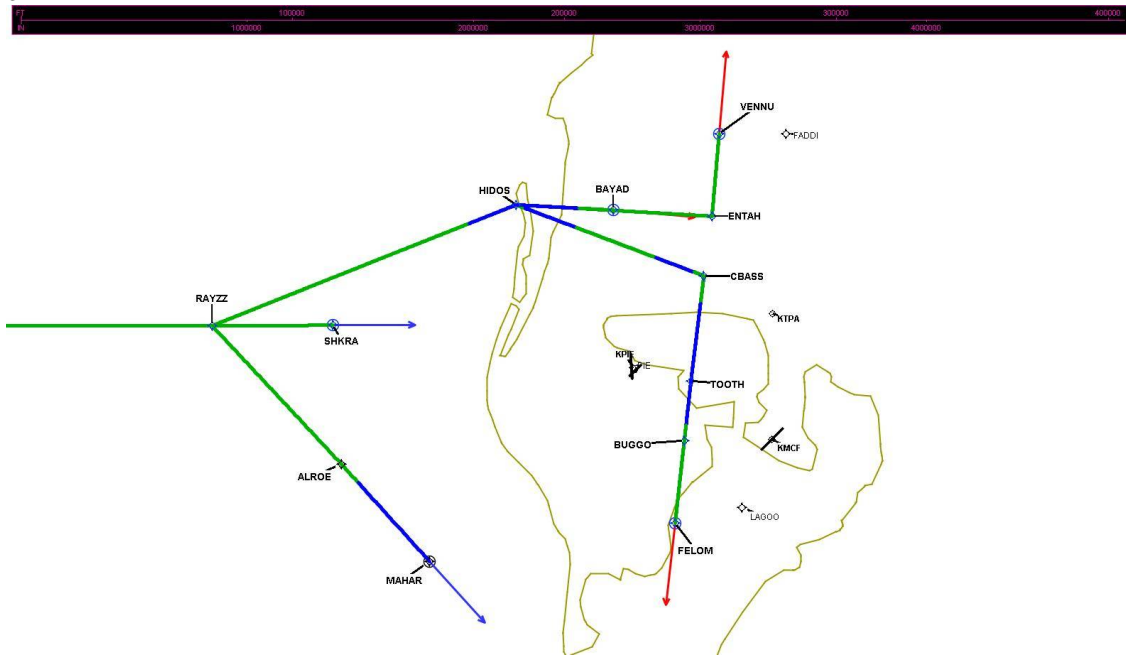 FT 100000 200000 300000 400000
IN 1000000 2000000 3000000 4000000
VENNU
FADDI
HIDOS
BAYAD
ENTAH
CBASS
RAYZZ
KTPA
SHKRA
KPIE
PIE
TOOTH
BUGGO
KMCF
ALROE
LAGOO
FELOM
MAHAR